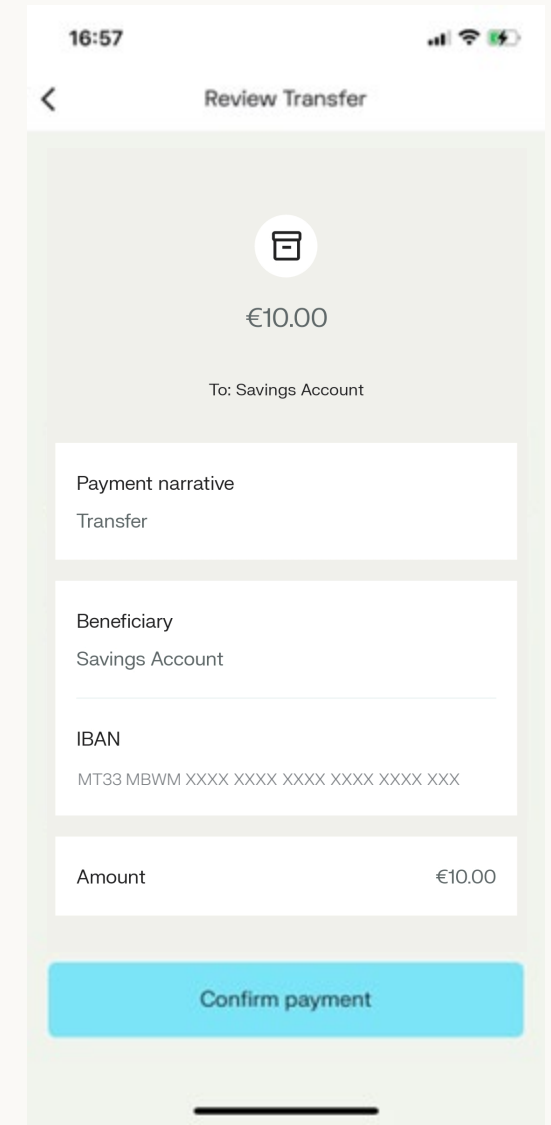 16:57
Review Transfer
€10.00
To: Savings Account
Payment narrative
Transfer
Beneficiary
Savings Account
IBAN
MT33 MBWM XXXX XXXX XXXX XXXX XXXX XXX
Amount €10.00
Confirm payment